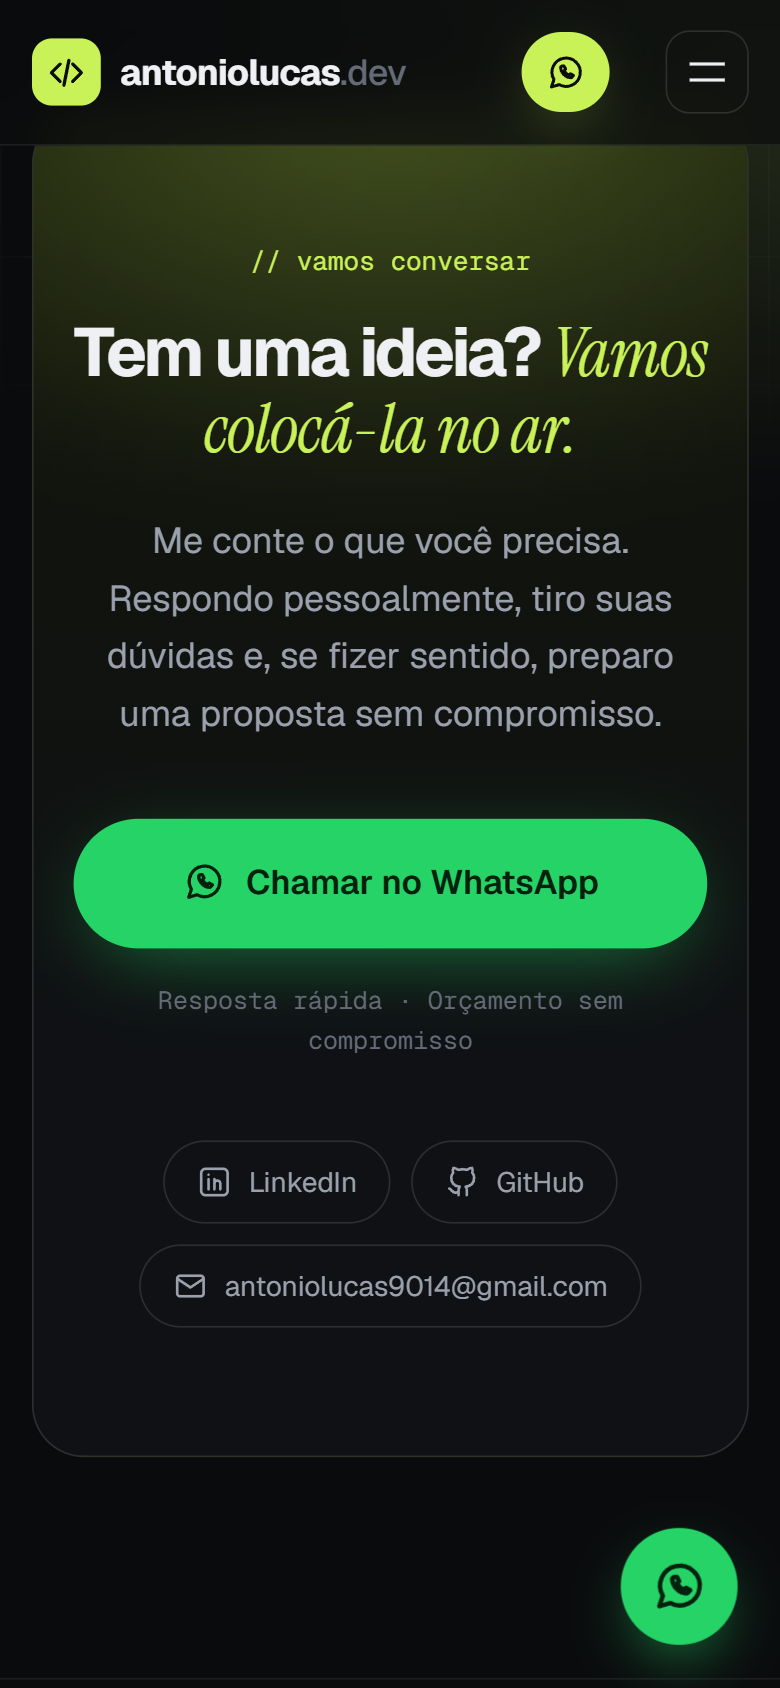 antoniolucas.dev
// vamos conversar
Tem uma ideia? Vamos
colocá-la no ar.
Me conte o que você precisa.
Respondo pessoalmente, tiro suas
dúvidas e, se fizer sentido, preparo
uma proposta sem compromisso.
Chamar no WhatsApp
Resposta rápida · Orçamento sem
compromisso
LinkedIn GitHub
antoniolucas9014@gmail.com